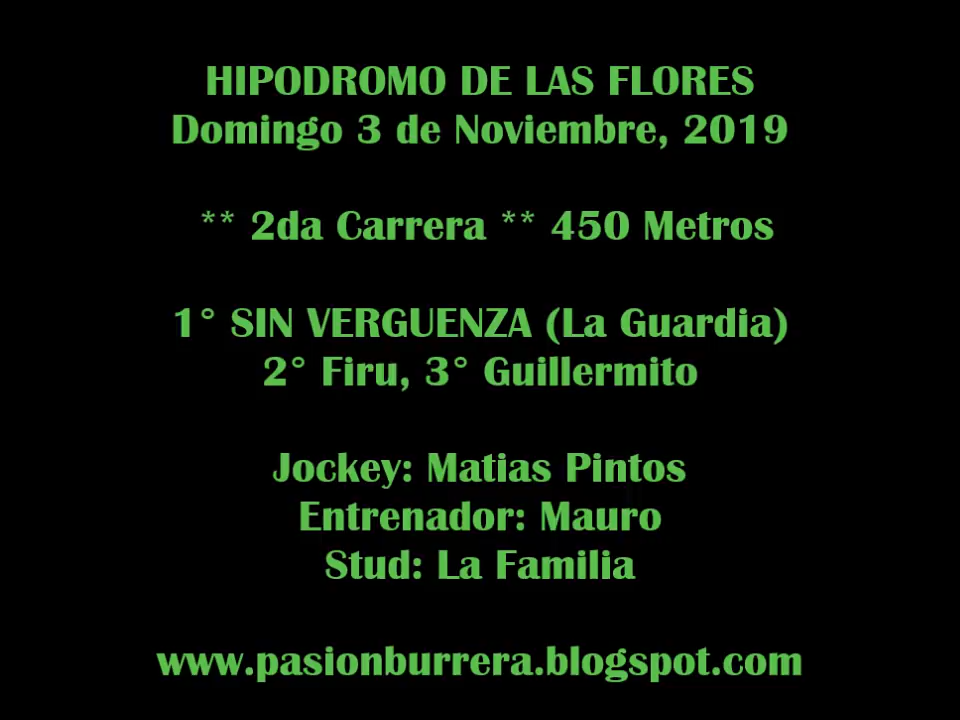 HIPODROMO DE LAS FLORES
Domingo 3 de Noviembre, 2019
** 2da Carrera ** 450 Metros
1° SIN VERGUENZA (La Guardia)
2° Firu, 3° Guillermito
Jockey: Matias Pintos
Entrenador: Mauro
Stud: La Familia
www.pasionburrera.blogspot.com